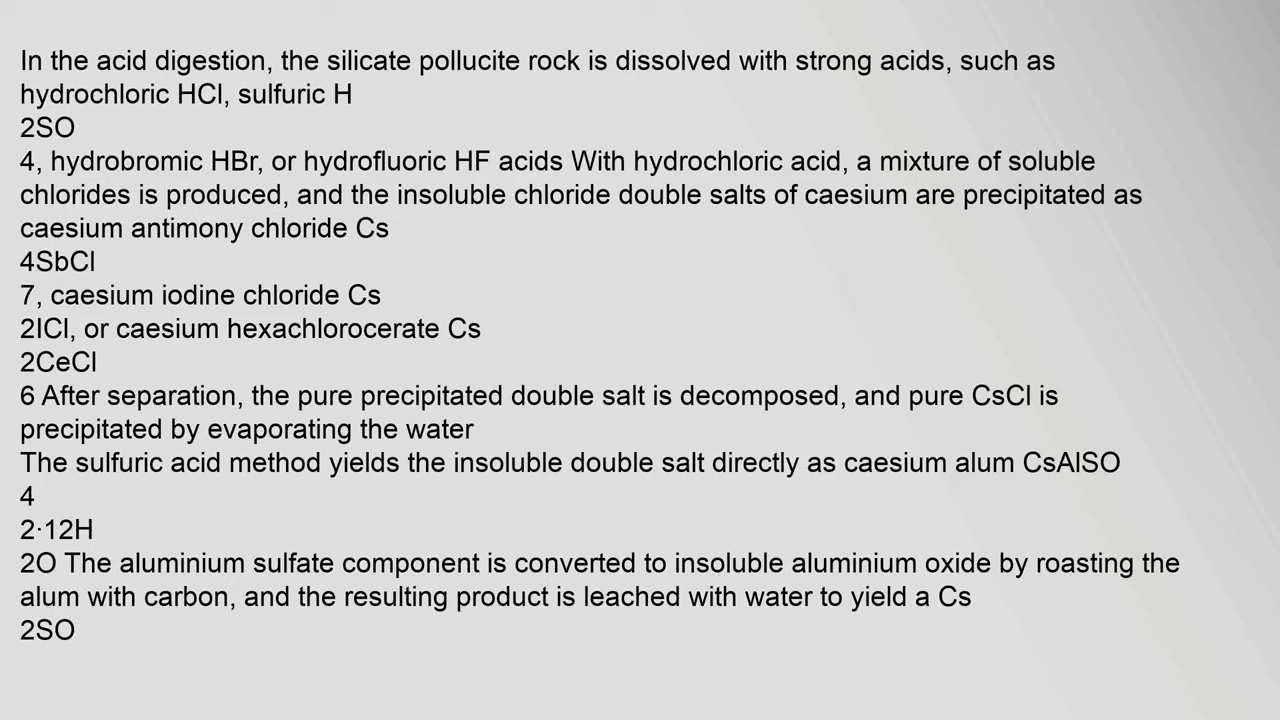 In the acid digestion, the silicate pollucite rock is dissolved with strong acids, such as
hydrochloric HCl, sulfuric H
2SO
4, hydrobromic HBr, or hydrofluoric HF acids With hydrochloric acid, a mixture of soluble
chlorides is produced, and the insoluble chloride double salts of caesium are precipitated as
caesium antimony chloride Cs
4SbCl
7, caesium iodine chloride Cs
2ICl, or caesium hexachlorocerate Cs
2CeCl
6 After separation, the pure precipitated double salt is decomposed, and pure CsCl is
precipitated by evaporating the water
The sulfuric acid method yields the insoluble double salt directly as caesium alum CsAlSO
4
2·12H
2O The aluminium sulfate component is converted to insoluble aluminium oxide by roasting the
alum with carbon, and the resulting product is leached with water to yield a Cs
2SO